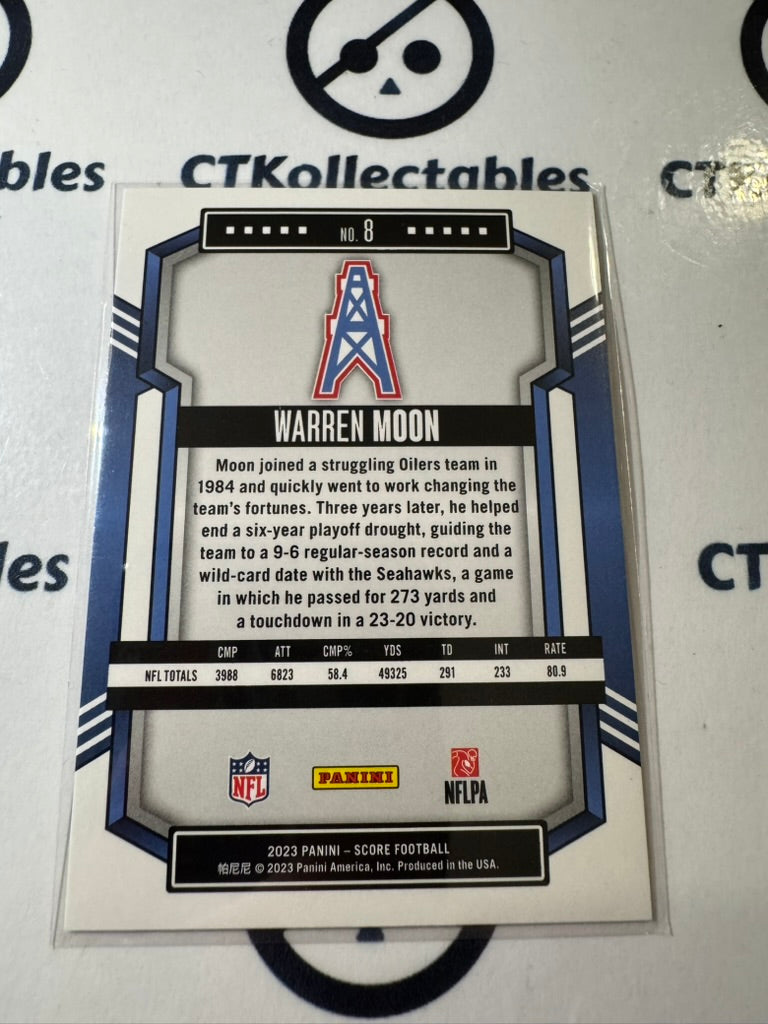 bles CTKollectables CTK
NO. 8
WARREN MOON
Moon joined a struggling Oilers team in
1984 and quickly went to work changing the
team's fortunes. Three years later, he helped
end a six-year playoff drought, guiding the
team to a 9-6 regular-season record and a
wild-card date with the Seahawks, a game
in which he passed for 273 yards and
a touchdown in a 23-20 victory.
les CT
CMP ATT CMP% YDS TD INT RATE
NFL TOTALS 3988 6823 58.4 49325 291 233 80.9
NFL PANINI NFLPA
2023 PANINI – SCORE FOOTBALL
帕尼尼 © 2023 Panini America, Inc. Produced in the USA.